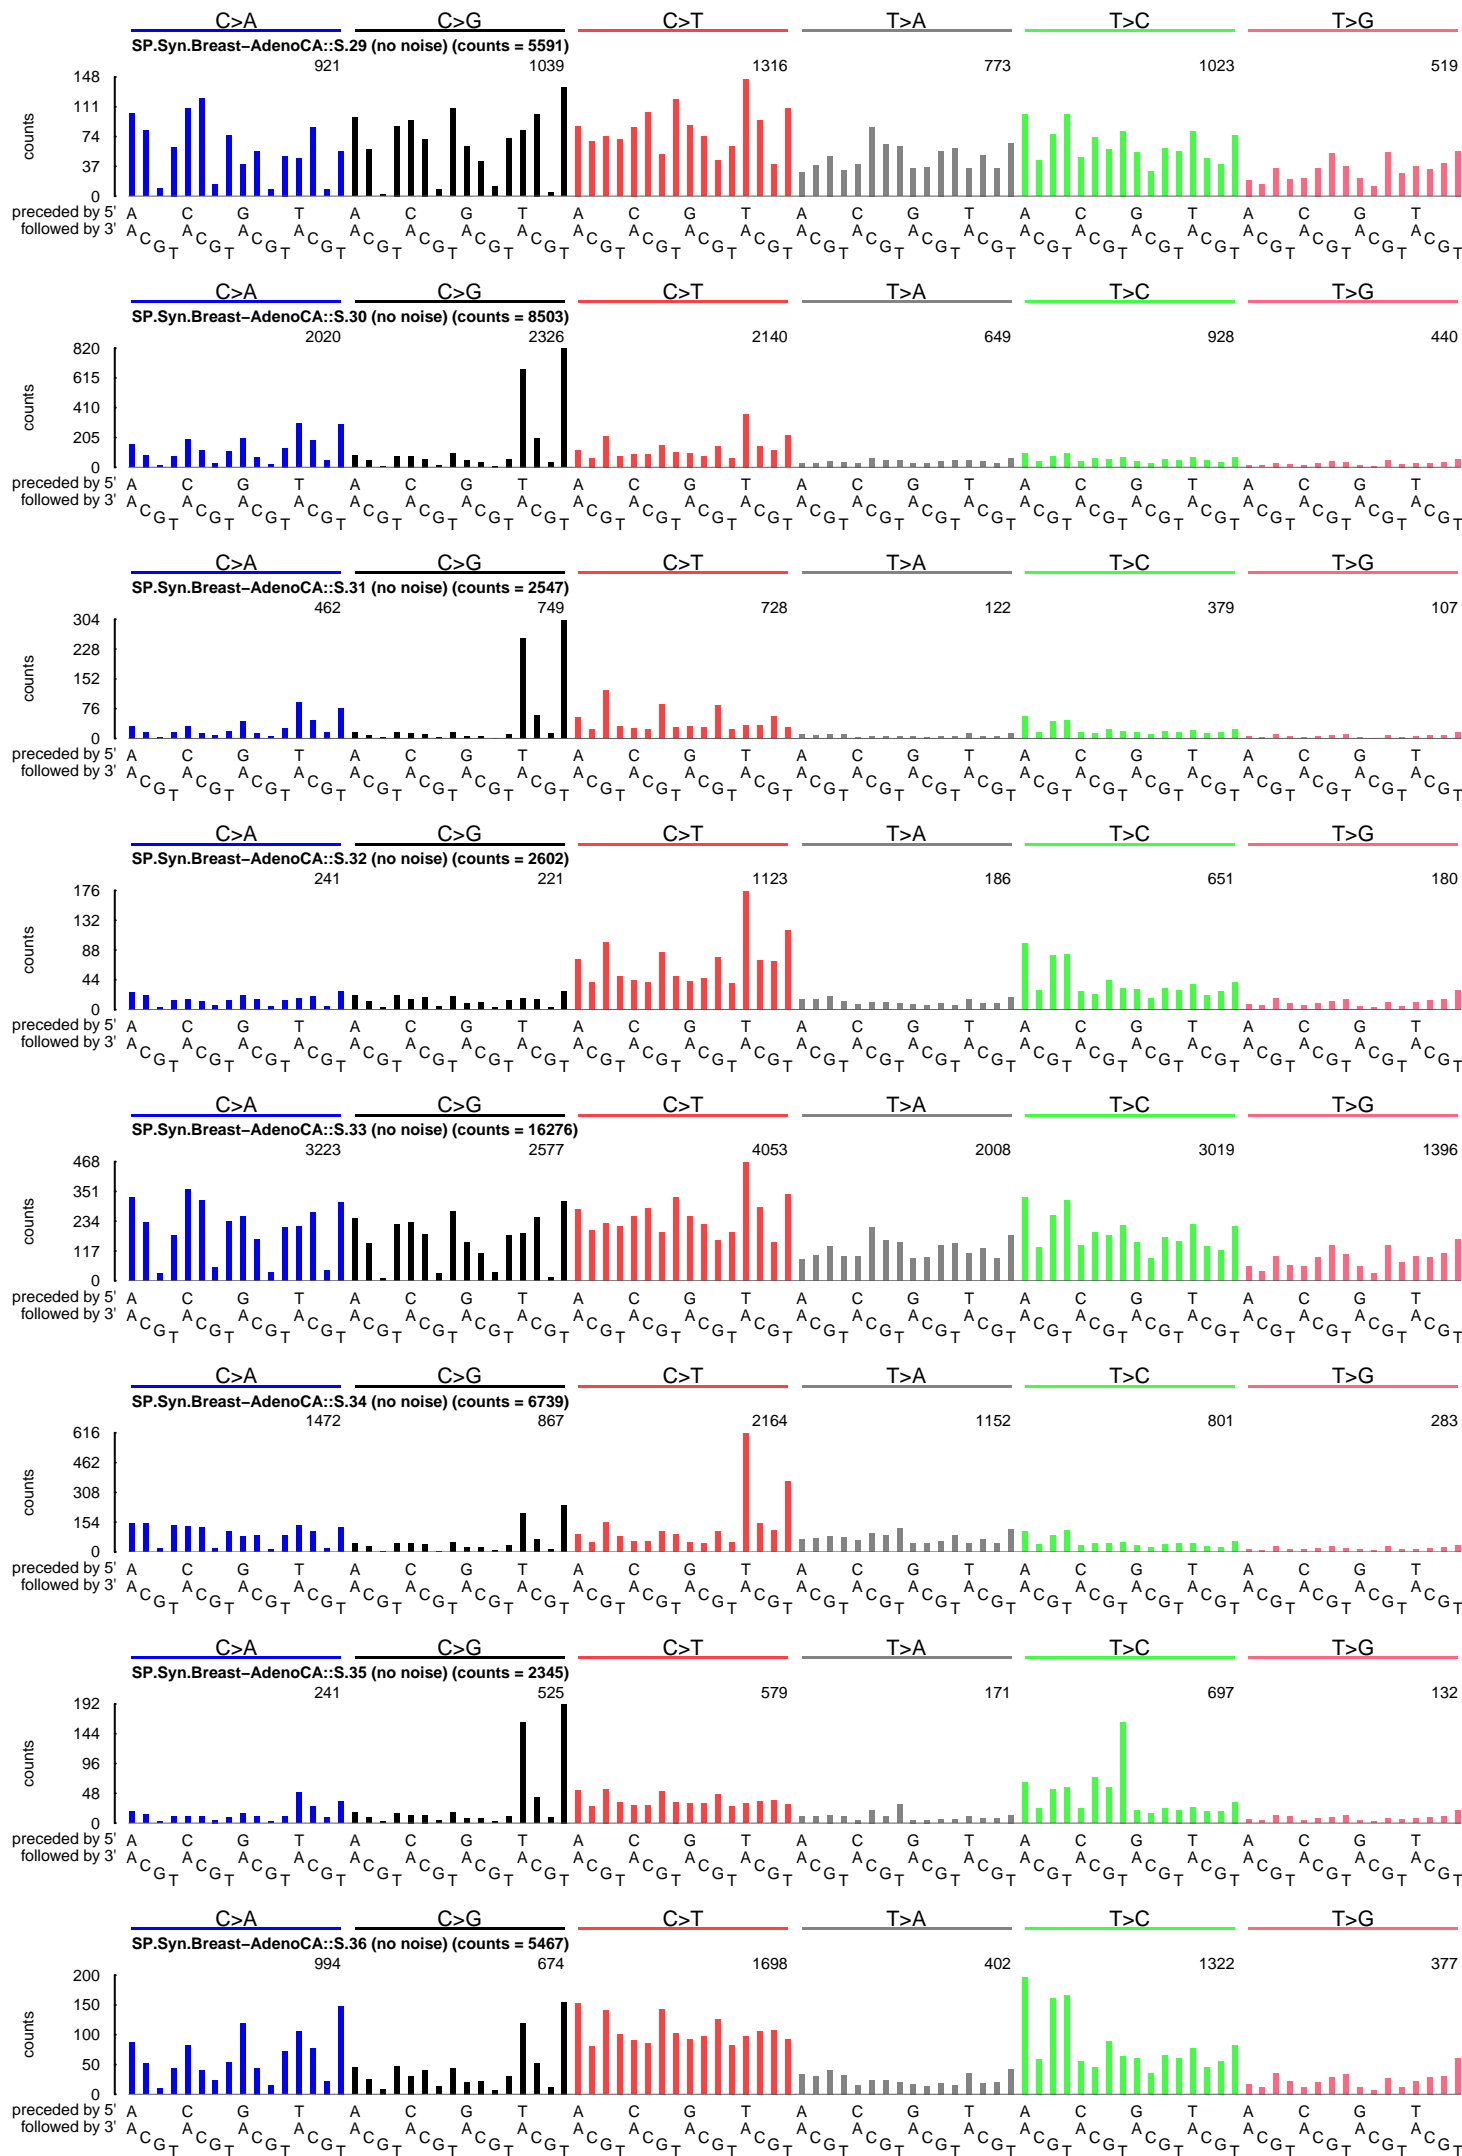 C>A C>G C>T T>A T>C T>G
SP.Syn.Breast−AdenoCA::S.29 (no noise) (counts = 5591)
921 1039 1316 773 1023 519
148
111
74
37
0
counts
preceded by 5' A C G T A C G T A C G T A C G T A C G T A C G T
followed by 3' A C G T A C G T A C G T A C G T A C G T A C G T A C G T A C G T A C G T A C G T A C G T A C G T A C G T A C G T A C G T A C G T A C G T A C G T A C G T A C G T A C G T A C G T A C G T A C G T
C>A C>G C>T T>A T>C T>G
SP.Syn.Breast−AdenoCA::S.30 (no noise) (counts = 8503)
2020 2326 2140 649 928 440
820
615
410
205
0
counts
preceded by 5' A C G T A C G T A C G T A C G T A C G T A C G T
followed by 3' A C G T A C G T A C G T A C G T A C G T A C G T A C G T A C G T A C G T A C G T A C G T A C G T A C G T A C G T A C G T A C G T A C G T A C G T A C G T A C G T A C G T A C G T A C G T A C G T
C>A C>G C>T T>A T>C T>G
SP.Syn.Breast−AdenoCA::S.31 (no noise) (counts = 2547)
462 749 728 122 379 107
304
228
152
76
0
counts
preceded by 5' A C G T A C G T A C G T A C G T A C G T A C G T
followed by 3' A C G T A C G T A C G T A C G T A C G T A C G T A C G T A C G T A C G T A C G T A C G T A C G T A C G T A C G T A C G T A C G T A C G T A C G T A C G T A C G T A C G T A C G T A C G T A C G T
C>A C>G C>T T>A T>C T>G
SP.Syn.Breast−AdenoCA::S.32 (no noise) (counts = 2602)
241 221 1123 186 651 180
176
132
88
44
0
counts
preceded by 5' A C G T A C G T A C G T A C G T A C G T A C G T
followed by 3' A C G T A C G T A C G T A C G T A C G T A C G T A C G T A C G T A C G T A C G T A C G T A C G T A C G T A C G T A C G T A C G T A C G T A C G T A C G T A C G T A C G T A C G T A C G T A C G T
C>A C>G C>T T>A T>C T>G
SP.Syn.Breast−AdenoCA::S.33 (no noise) (counts = 16276)
3223 2577 4053 2008 3019 1396
468
351
234
117
0
counts
preceded by 5' A C G T A C G T A C G T A C G T A C G T A C G T
followed by 3' A C G T A C G T A C G T A C G T A C G T A C G T A C G T A C G T A C G T A C G T A C G T A C G T A C G T A C G T A C G T A C G T A C G T A C G T A C G T A C G T A C G T A C G T A C G T A C G T
C>A C>G C>T T>A T>C T>G
SP.Syn.Breast−AdenoCA::S.34 (no noise) (counts = 6739)
1472 867 2164 1152 801 283
616
462
308
154
0
counts
preceded by 5' A C G T A C G T A C G T A C G T A C G T A C G T
followed by 3' A C G T A C G T A C G T A C G T A C G T A C G T A C G T A C G T A C G T A C G T A C G T A C G T A C G T A C G T A C G T A C G T A C G T A C G T A C G T A C G T A C G T A C G T A C G T A C G T
C>A C>G C>T T>A T>C T>G
SP.Syn.Breast−AdenoCA::S.35 (no noise) (counts = 2345)
241 525 579 171 697 132
192
144
96
48
0
counts
preceded by 5' A C G T A C G T A C G T A C G T A C G T A C G T
followed by 3' A C G T A C G T A C G T A C G T A C G T A C G T A C G T A C G T A C G T A C G T A C G T A C G T A C G T A C G T A C G T A C G T A C G T A C G T A C G T A C G T A C G T A C G T A C G T A C G T
C>A C>G C>T T>A T>C T>G
SP.Syn.Breast−AdenoCA::S.36 (no noise) (counts = 5467)
994 674 1698 402 1322 377
200
150
100
50
0
counts
preceded by 5' A C G T A C G T A C G T A C G T A C G T A C G T
followed by 3' A C G T A C G T A C G T A C G T A C G T A C G T A C G T A C G T A C G T A C G T A C G T A C G T A C G T A C G T A C G T A C G T A C G T A C G T A C G T A C G T A C G T A C G T A C G T A C G T